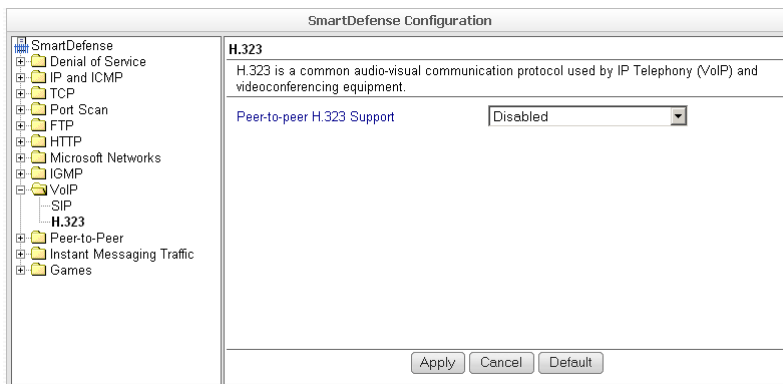 SmartDefense Configuration
SmartDefense
Denial of Service
IP and ICMP
TCP
Port Scan
FTP
HTTP
Microsoft Networks
IGMP
VoIP
SIP
H.323
Peer-to-Peer
Instant Messaging Traffic
Games
H.323
H.323 is a common audio-visual communication protocol used by IP Telephony (VoIP) and
videoconferencing equipment.
Peer-to-peer H.323 Support
Disabled
Apply
Cancel
Default